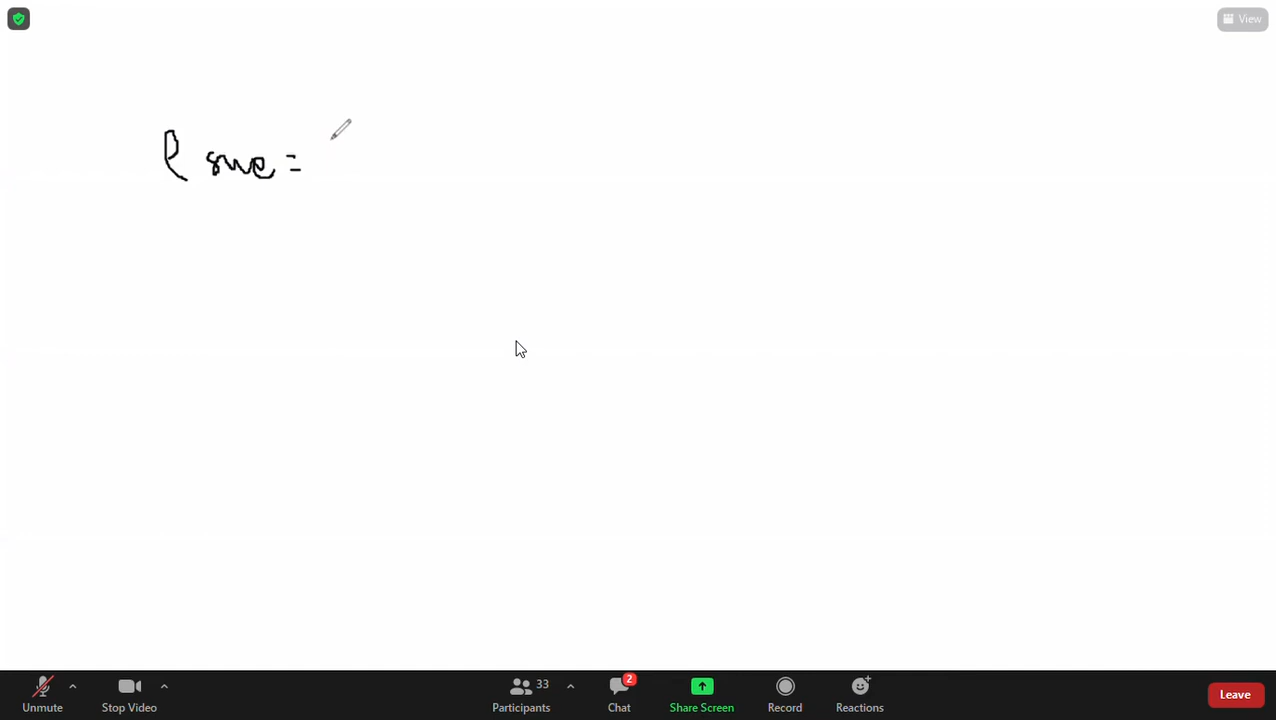 View
Unmute
Stop Video
33
Participants
2
Chat
Share Screen
Record
Reactions
Leave